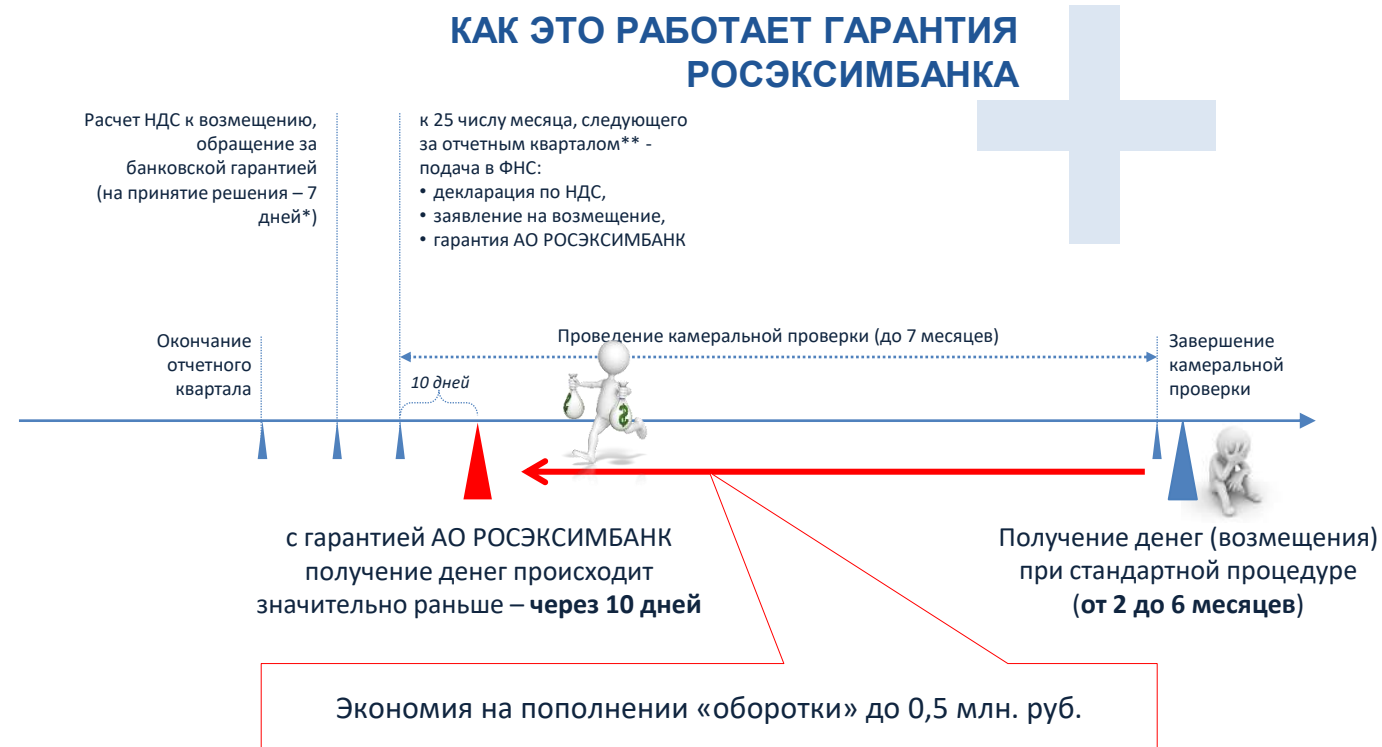 КАК ЭТО РАБОТАЕТ ГАРАНТИЯ
РОСЭКСИМБАНКА
Расчет НДС к возмещению,
обращение за
банковской гарантией
(на принятие решения – 7
дней*)
к 25 числу месяца, следующего
за отчетным кварталом** -
подача в ФНС:
• декларация по НДС,
• заявление на возмещение,
• гарантия АО РОСЭКСИМБАНК
Окончание
отчетного
квартала
10 дней
Проведение камеральной проверки (до 7 месяцев)
Завершение
камеральной
проверки
с гарантией АО РОСЭКСИМБАНК
получение денег происходит
значительно раньше – через 10 дней
Получение денег (возмещения)
при стандартной процедуре
(от 2 до 6 месяцев)
Экономия на пополнении «оборотки» до 0,5 млн. руб.